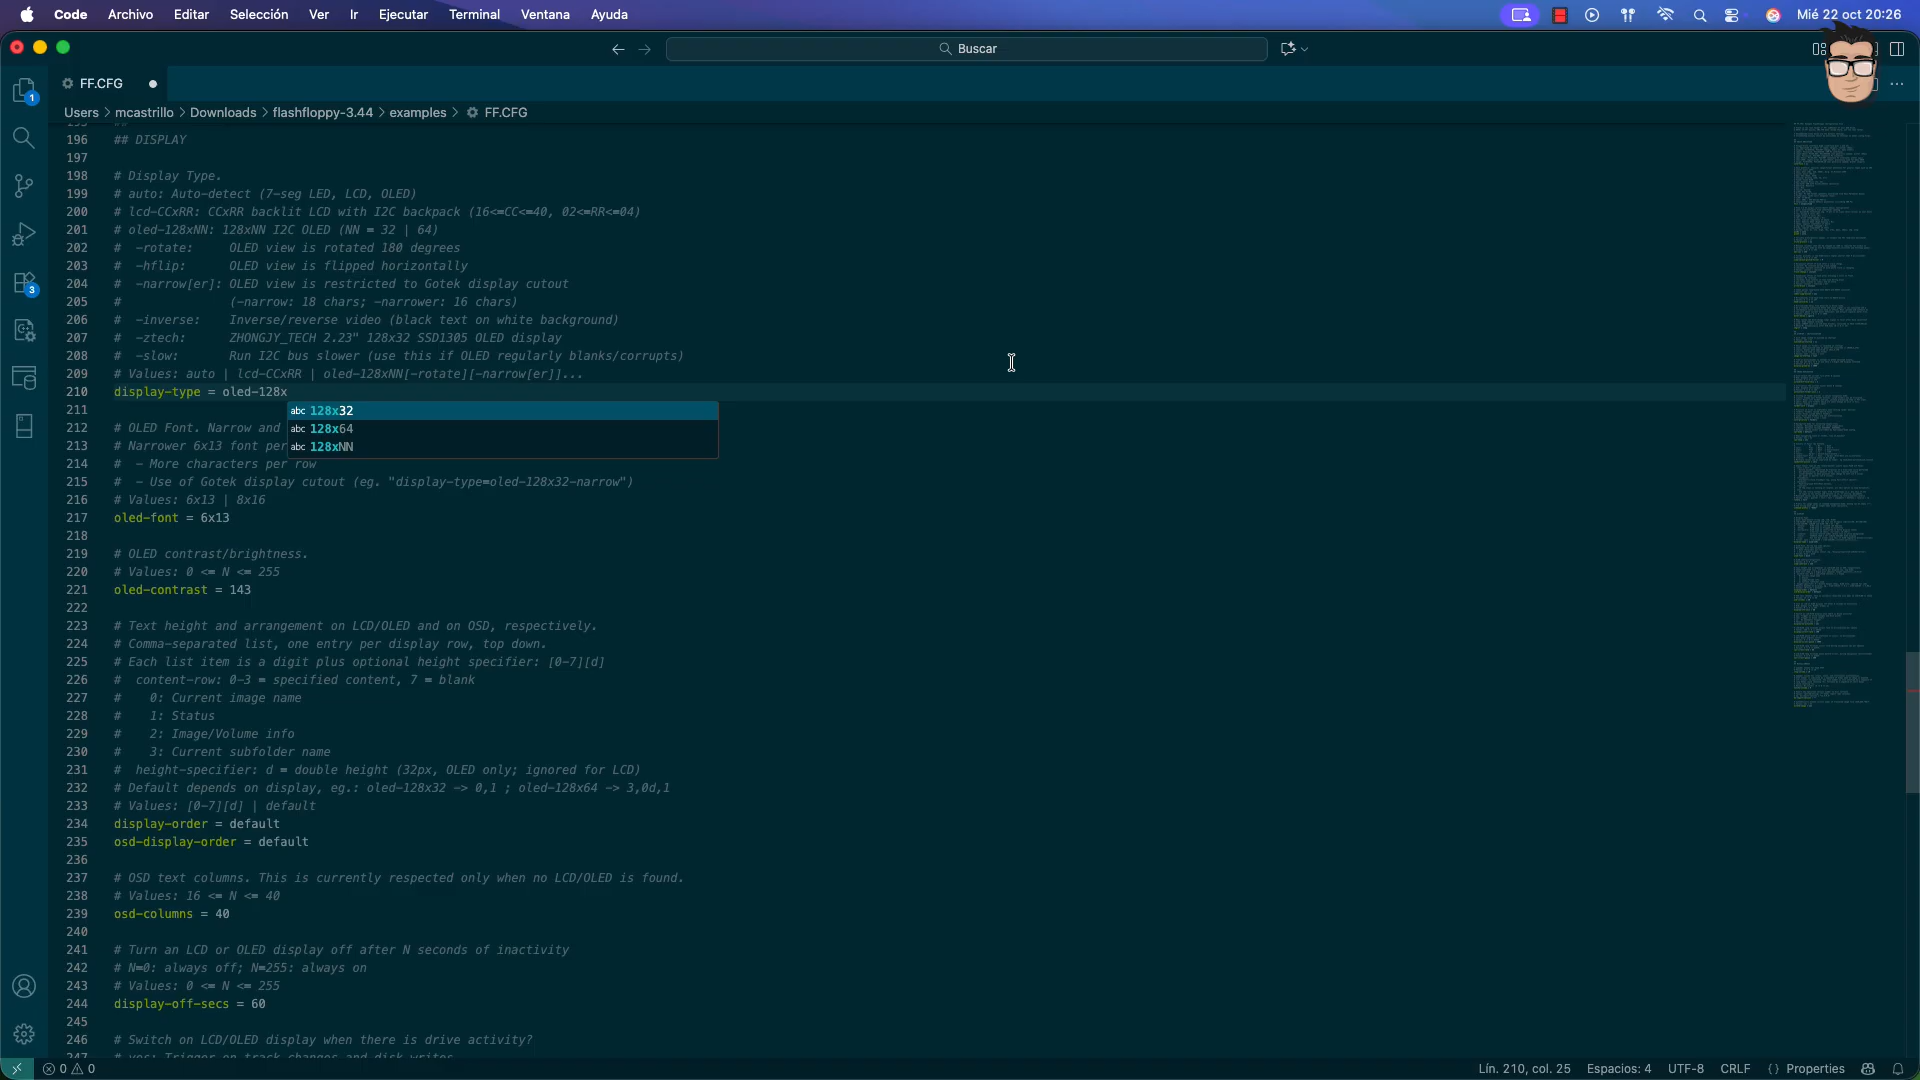 Code Archivo Editar Selección Ver Ir Ejecutar Terminal Ventana Ayuda Mié 22 oct 20:26
Buscar
FF.CFG
Users > mcastrillo > Downloads > flashfloppy-3.44 > examples > FF.CFG
196 ## DISPLAY
197
198 # Display Type.
199 # auto: Auto-detect (7-seg LED, LCD, OLED)
200 # lcd-CCxRR: CCxRR backlit LCD with I2C backpack (16<=CC<=40, 02<=RR<=04)
201 # oled-128xNN: 128xNN I2C OLED (NN = 32 | 64)
202 #  -rotate:     OLED view is rotated 180 degrees
203 #  -hflip:      OLED view is flipped horizontally
204 #  -narrow[er]: OLED view is restricted to Gotek display cutout
205 #               (-narrow: 18 chars; -narrower: 16 chars)
206 #  -inverse:    Inverse/reverse video (black text on white background)
207 #  -ztech:      ZHONGJY_TECH 2.23" 128x32 SSD1305 OLED display
208 #  -slow:       Run I2C bus slower (use this if OLED regularly blanks/corrupts)
209 # Values: auto | lcd-CCxRR | oled-128xNN[-rotate][-narrow[er]]...
210 display-type = oled-128x
211
abc 128x32
212 # OLED Font. Narrow and
abc 128x64
213 # Narrower 6x13 font per
abc 128xNN
214 #  - More characters per row
215 #  - Use of Gotek display cutout (eg. "display-type=oled-128x32-narrow")
216 # Values: 6x13 | 8x16
217 oled-font = 6x13
218
219 # OLED contrast/brightness.
220 # Values: 0 <= N <= 255
221 oled-contrast = 143
222
223 # Text height and arrangement on LCD/OLED and on OSD, respectively.
224 # Comma-separated list, one entry per display row, top down.
225 # Each list item is a digit plus optional height specifier: [0-7][d]
226 #  content-row: 0-3 = specified content, 7 = blank
227 #    0: Current image name
228 #    1: Status
229 #    2: Image/Volume info
230 #    3: Current subfolder name
231 #  height-specifier: d = double height (32px, OLED only; ignored for LCD)
232 # Default depends on display, eg.: oled-128x32 -> 0,1 ; oled-128x64 -> 3,0d,1
233 # Values: [0-7][d] | default
234 display-order = default
235 osd-display-order = default
236
237 # OSD text columns. This is currently respected only when no LCD/OLED is found.
238 # Values: 16 <= N <= 40
239 osd-columns = 40
240
241 # Turn an LCD or OLED display off after N seconds of inactivity
242 # N=0: always off; N=255: always on
243 # Values: 0 <= N <= 255
244 display-off-secs = 60
245
246 # Switch on LCD/OLED display when there is drive activity?
247 # yes: Trigger on track changes and disk writes
1
3
0 0 Lín. 210, col. 25 Espacios: 4 UTF-8 CRLF {} Properties